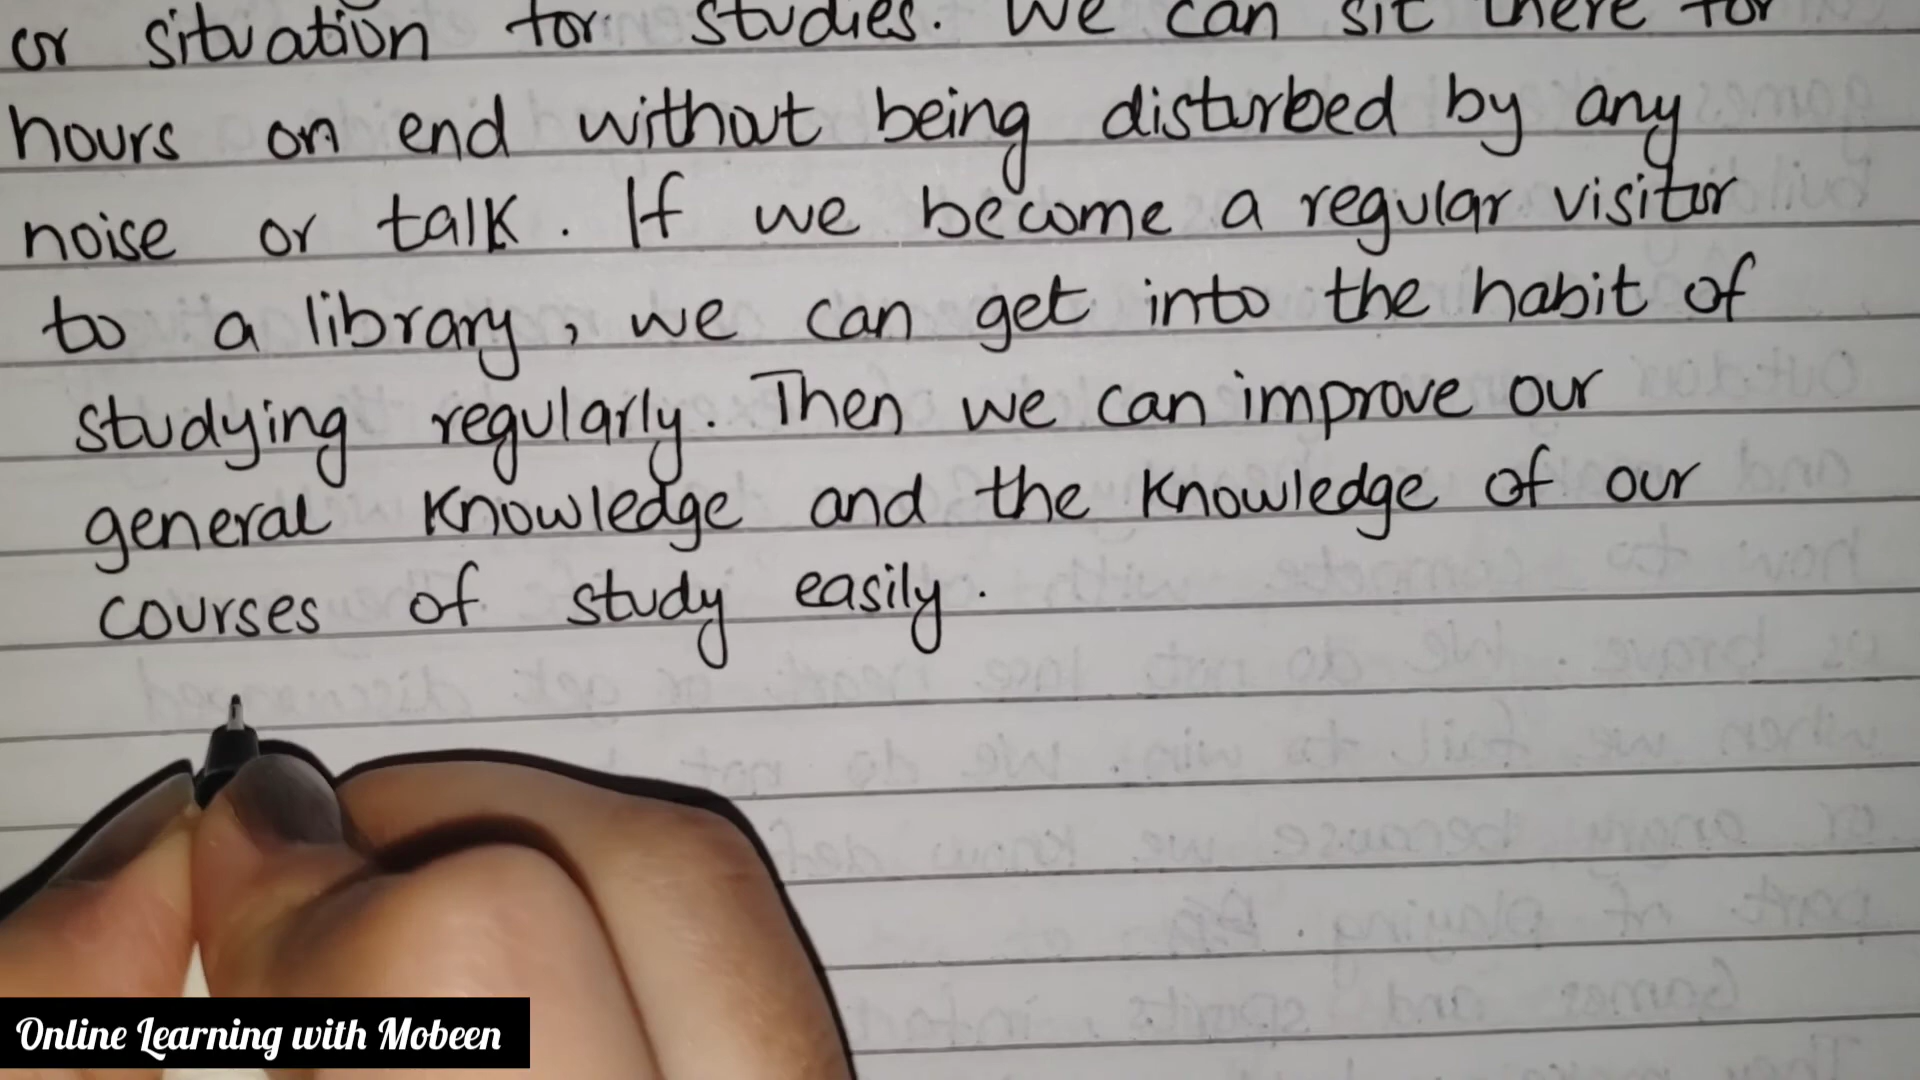 or situation for studies. We can sit there for
hours on end without being disturbed by any
noise or talk. If we become a regular visitor
to a library, we can get into the habit of
studying regularly. Then we can improve our
general knowledge and the knowledge of our
courses of study easily.
Online Learning with Mobeen